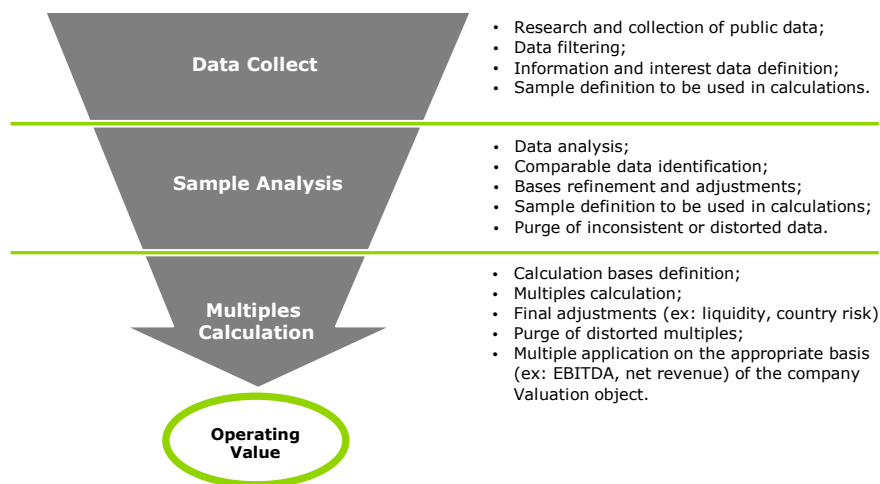 Data Collect
• Research and collection of public data;
• Data filtering;
• Information and interest data definition;
• Sample definition to be used in calculations.
Sample Analysis
• Data analysis;
• Comparable data identification;
• Bases refinement and adjustments;
• Sample definition to be used in calculations;
• Purge of inconsistent or distorted data.
Multiples
Calculation
• Calculation bases definition;
• Multiples calculation;
• Final adjustments (ex: liquidity, country risk)
• Purge of distorted multiples;
• Multiple application on the appropriate basis
(ex: EBITDA, net revenue) of the company
Valuation object.
Operating
Value